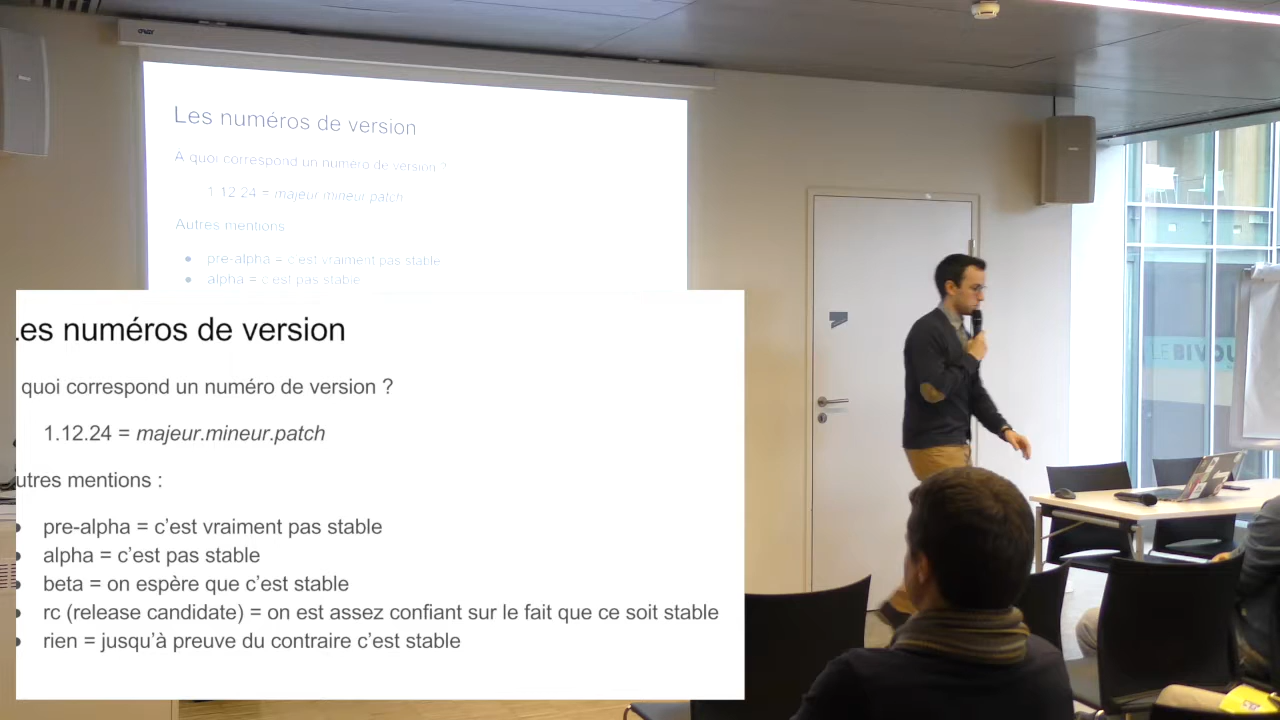 Les numéros de version
A quoi correspond un numéro de version ?
1.12.24 = majeur.mineur.patch
Autres mentions
pre-alpha = c'est vraiment pas stable
alpha = c'est pas stable
es numéros de version
quoi correspond un numéro de version ?
1.12.24 = majeur.mineur.patch
utres mentions :
pre-alpha = c'est vraiment pas stable
alpha = c'est pas stable
beta = on espère que c'est stable
rc (release candidate) = on est assez confiant sur le fait que ce soit stable
rien = jusqu'à preuve du contraire c'est stable
LE BIVOU